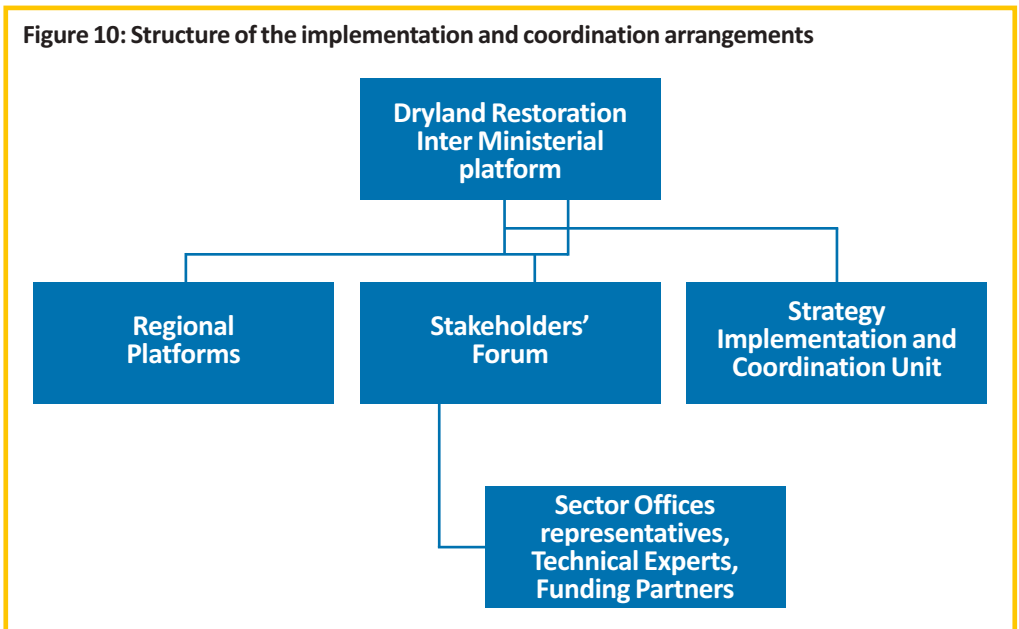 Figure 10: Structure of the implementation and coordination arrangements
Dryland Restoration
Inter Ministerial
platform
Regional
Platforms
Stakeholders’
Forum
Strategy
Implementation and
Coordination Unit
Sector Offices
representatives,
Technical Experts,
Funding Partners